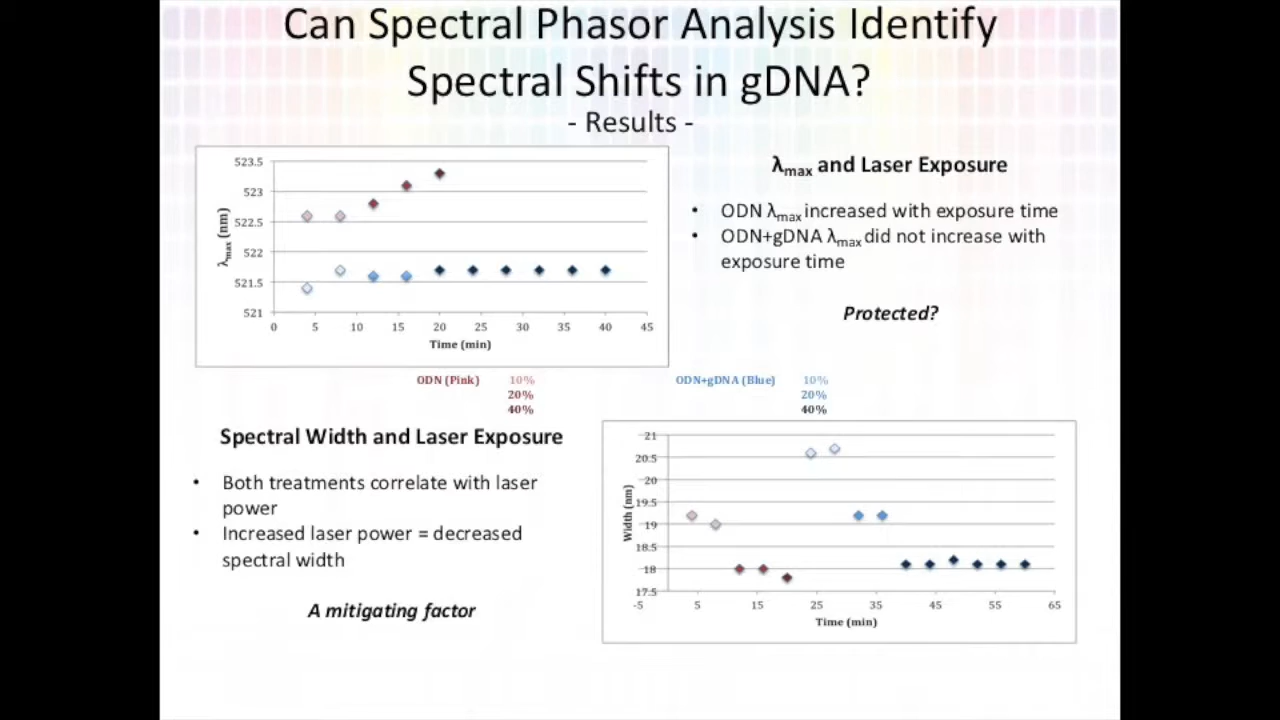 Can Spectral Phasor Analysis Identify
Spectral Shifts in gDNA?
- Results -
523.5
523
522.5
522
521.5
521
λmax (nm)
0 5 10 15 20 25 30 35 40 45
Time (min)
λmax and Laser Exposure
• ODN λmax increased with exposure time
• ODN+gDNA λmax did not increase with
exposure time
Protected?
ODN (Pink) 10%
20%
40%
ODN+gDNA (Blue) 10%
20%
40%
Spectral Width and Laser Exposure
• Both treatments correlate with laser
power
• Increased laser power = decreased
spectral width
A mitigating factor
21
20.5
20
19.5
19
18.5
18
17.5
Width (nm)
-5 5 15 25 35 45 55 65
Time (min)